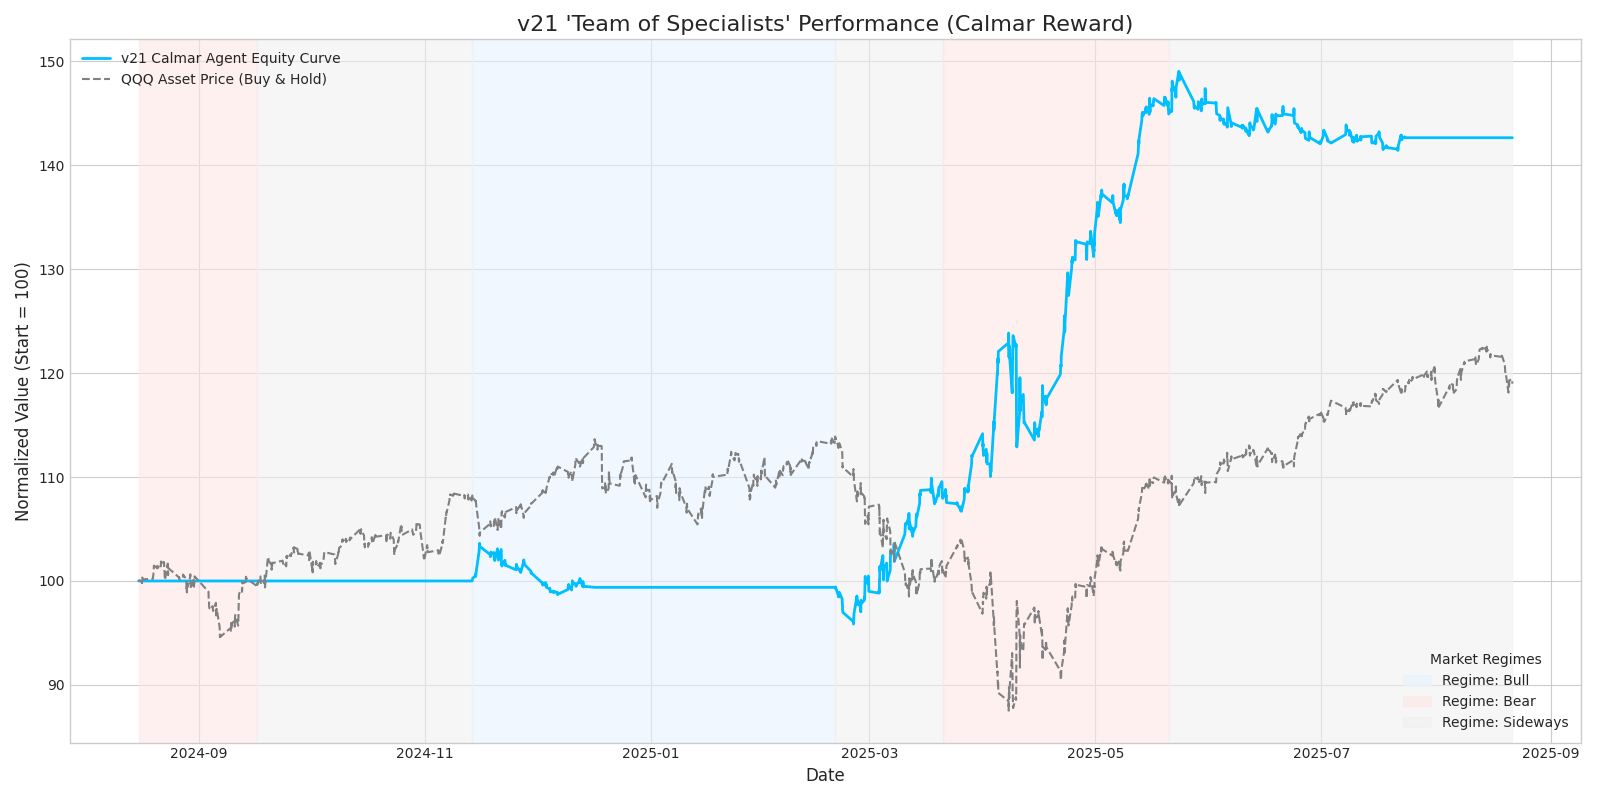 v21 'Team of Specialists' Performance (Calmar Reward)
v21 Calmar Agent Equity Curve
QQQ Asset Price (Buy & Hold)
Normalized Value (Start = 100)
150
140
130
120
110
100
90
Market Regimes
Regime: Bull
Regime: Bear
Regime: Sideways
2024-09 2024-11 2025-01 2025-03 2025-05 2025-07 2025-09
Date